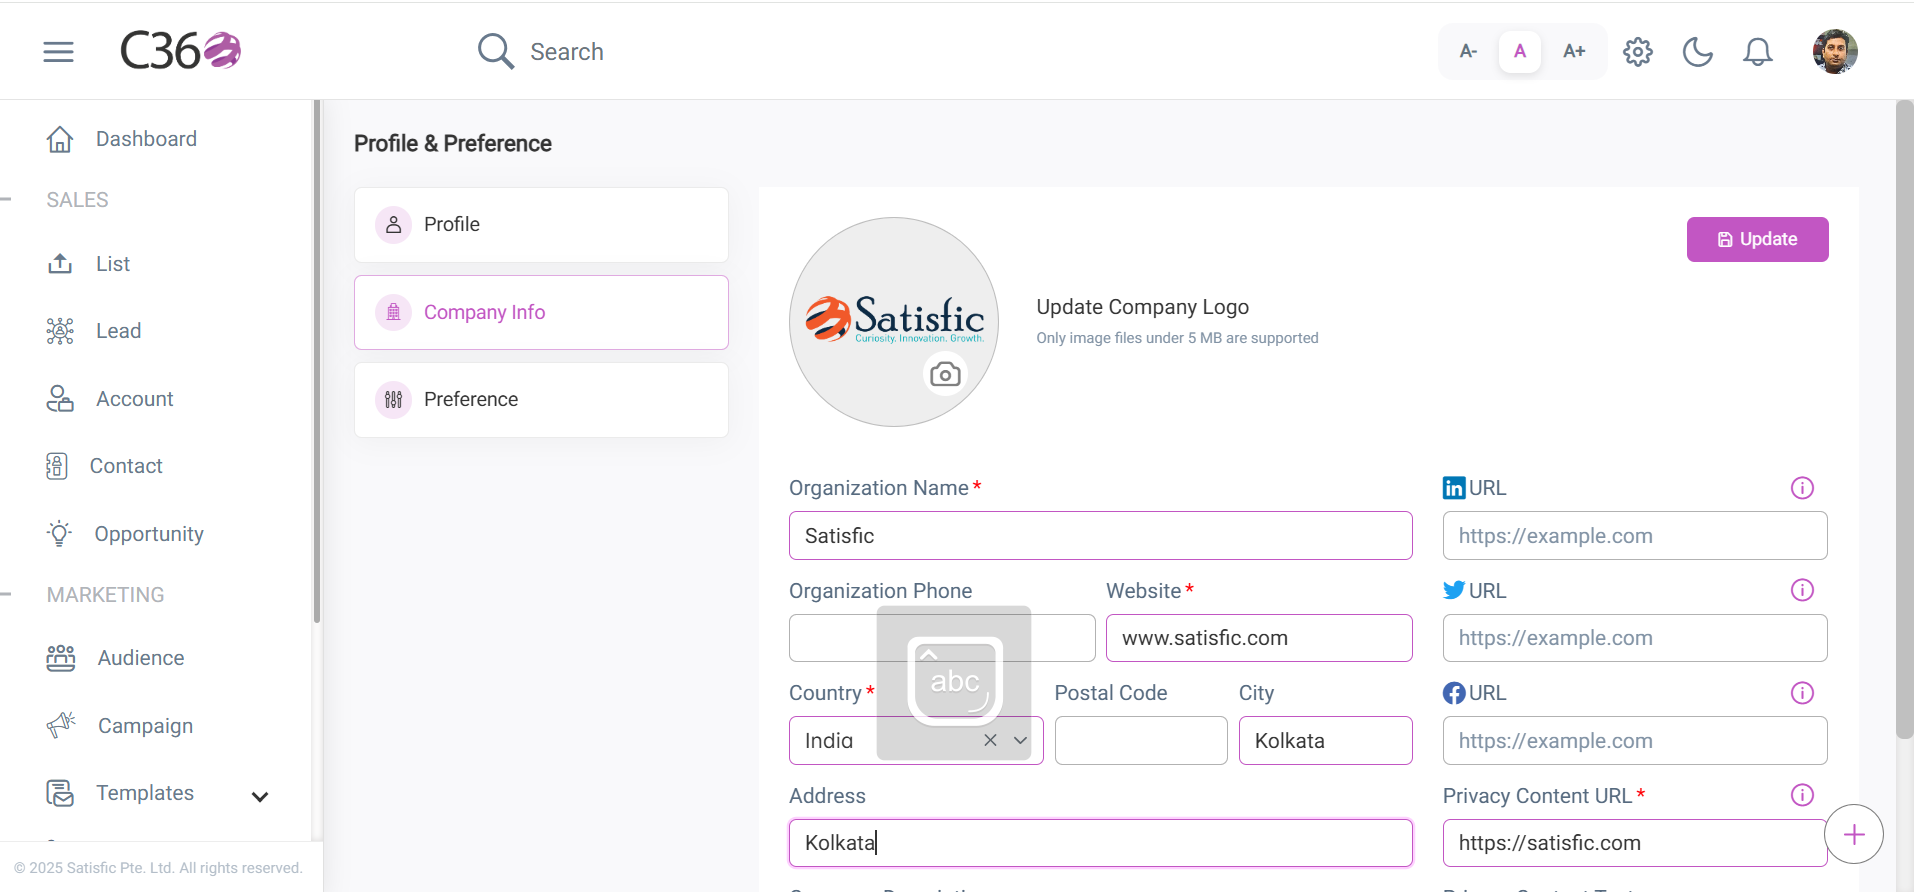 C360
Search
A-
A
A+
Dashboard
SALES
List
Lead
Account
Contact
Opportunity
MARKETING
Audience
Campaign
Templates
© 2025 Satisfic Pte. Ltd. All rights reserved.
Profile & Preference
Profile
Company Info
Preference
Satisfic
Curiosity. Innovation. Growth.
Update Company Logo
Only image files under 5 MB are supported
Update
Organization Name *
Satisfic
in URL
https://example.com
Organization Phone
Website *
www.satisfic.com
URL
https://example.com
abc
Country *
India
Postal Code
City
Kolkata
URL
https://example.com
Address
Kolkata
Privacy Content URL *
https://satisfic.com